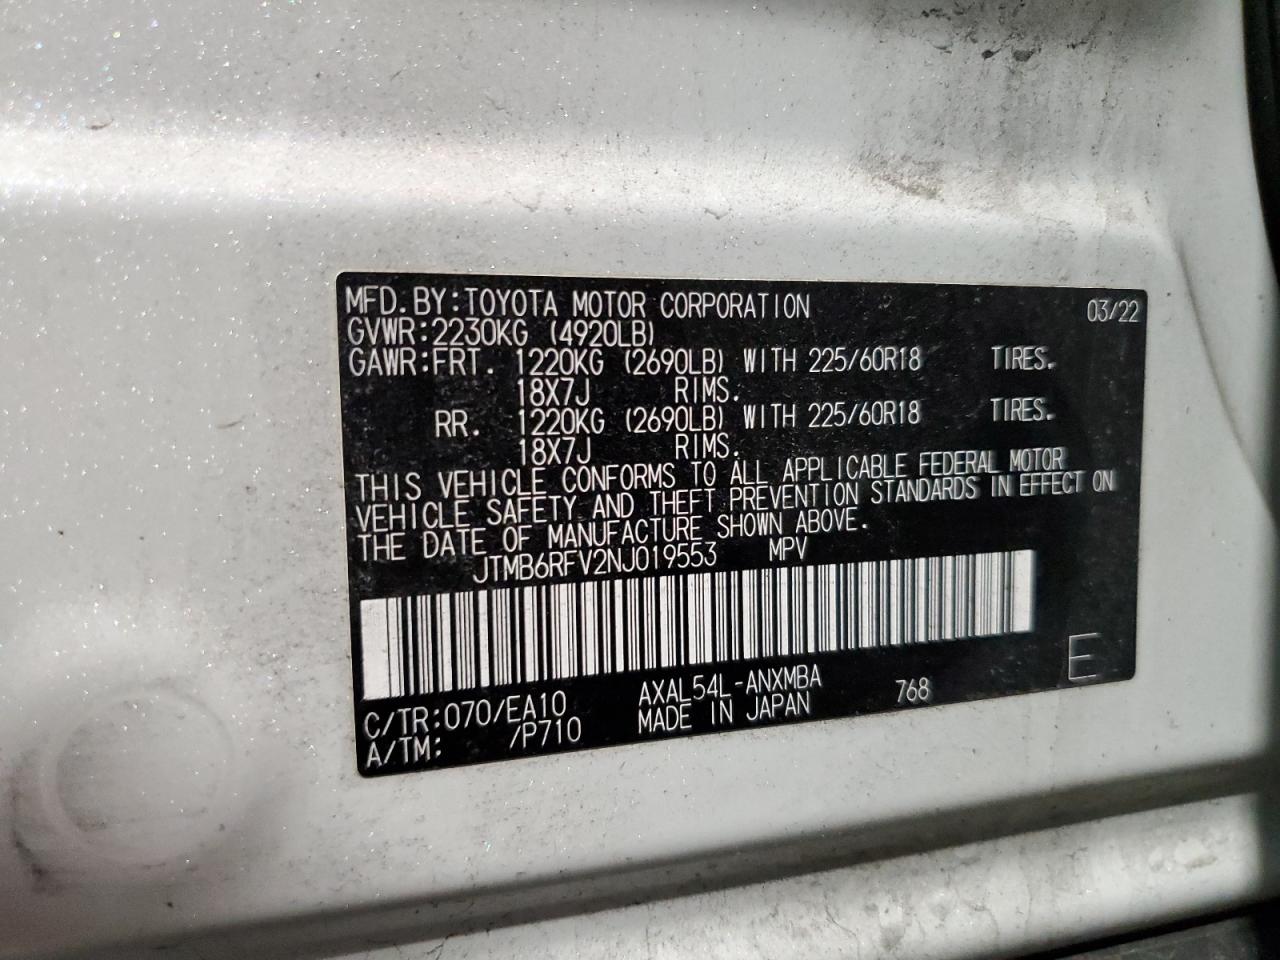 MFD. BY: TOYOTA MOTOR CORPORATION 03/22
GVWR: 2230KG (4920LB)
GAWR: FRT. 1220KG (2690LB) WITH 225/60R18 TIRES.
18X7J RIMS.
RR. 1220KG (2690LB) WITH 225/60R18 TIRES.
18X7J RIMS.
THIS VEHICLE CONFORMS TO ALL APPLICABLE FEDERAL MOTOR
VEHICLE SAFETY AND THEFT PREVENTION STANDARDS IN EFFECT ON
THE DATE OF MANUFACTURE SHOWN ABOVE.
JTMB6RFV2NJ019553 MPV
C/TR: 070/EA10 AXAL54L-ANXMBA 768 E
A/TM: /P710 MADE IN JAPAN